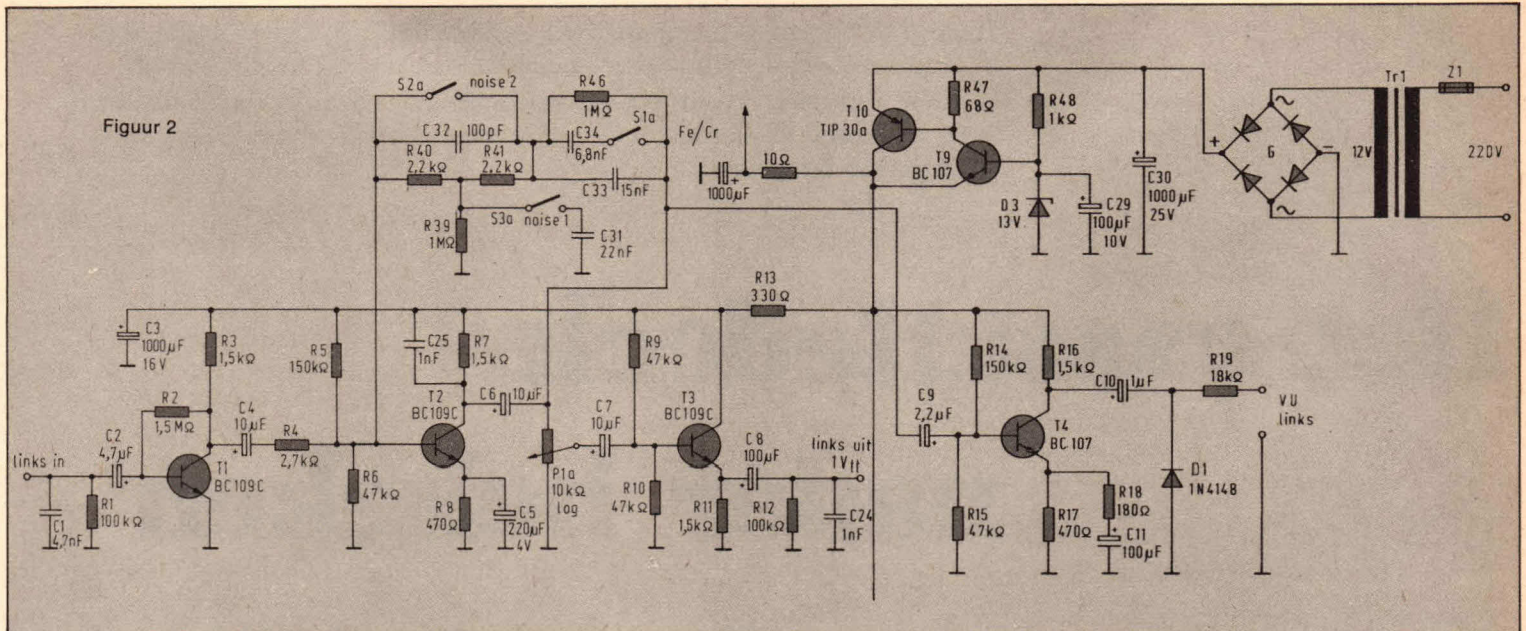 Figuur 2
S2a
noise 2
R46
1MΩ
C32
100pF
C34
6,8nF
S1a
Fe/Cr
R40
2,2kΩ
R41
2,2kΩ
C33
15nF
S3a
noise 1
R39
1MΩ
C31
22nF
+
1000µF
10Ω
T10
TIP 30a
R47
68Ω
R48
1kΩ
T9
BC 107
D3
13V
+
C29
100µF
10V
+
C30
1000µF
25V
+
~
6
~
−
12V
Tr1
Z1
220V
+
C3
1000µF
16V
R3
1,5kΩ
R5
150kΩ
C25
1nF
R7
1,5kΩ
R9
47kΩ
R13
330Ω
R2
1,5MΩ
C4
10µF
+
R4
2,7kΩ
T2
BC109C
C6
10µF
+
C7
10µF
+
T3
BC109C
links in
C2
4,7µF
+
T1
BC109C
R1
100kΩ
C1
4,7nF
R6
47kΩ
R8
470Ω
+
C5
220µF
4V
P1a
10kΩ
log
R10
47kΩ
C8
100µF
+
R11
1,5kΩ
R12
100kΩ
links uit
1Vtt
C24
1nF
C9
2,2µF
+
R14
150kΩ
R16
1,5kΩ
C10
1µF
+
R19
18kΩ
VU
links
T4
BC 107
D1
1N4148
R15
47kΩ
R17
470Ω
R18
180Ω
+
C11
100µF